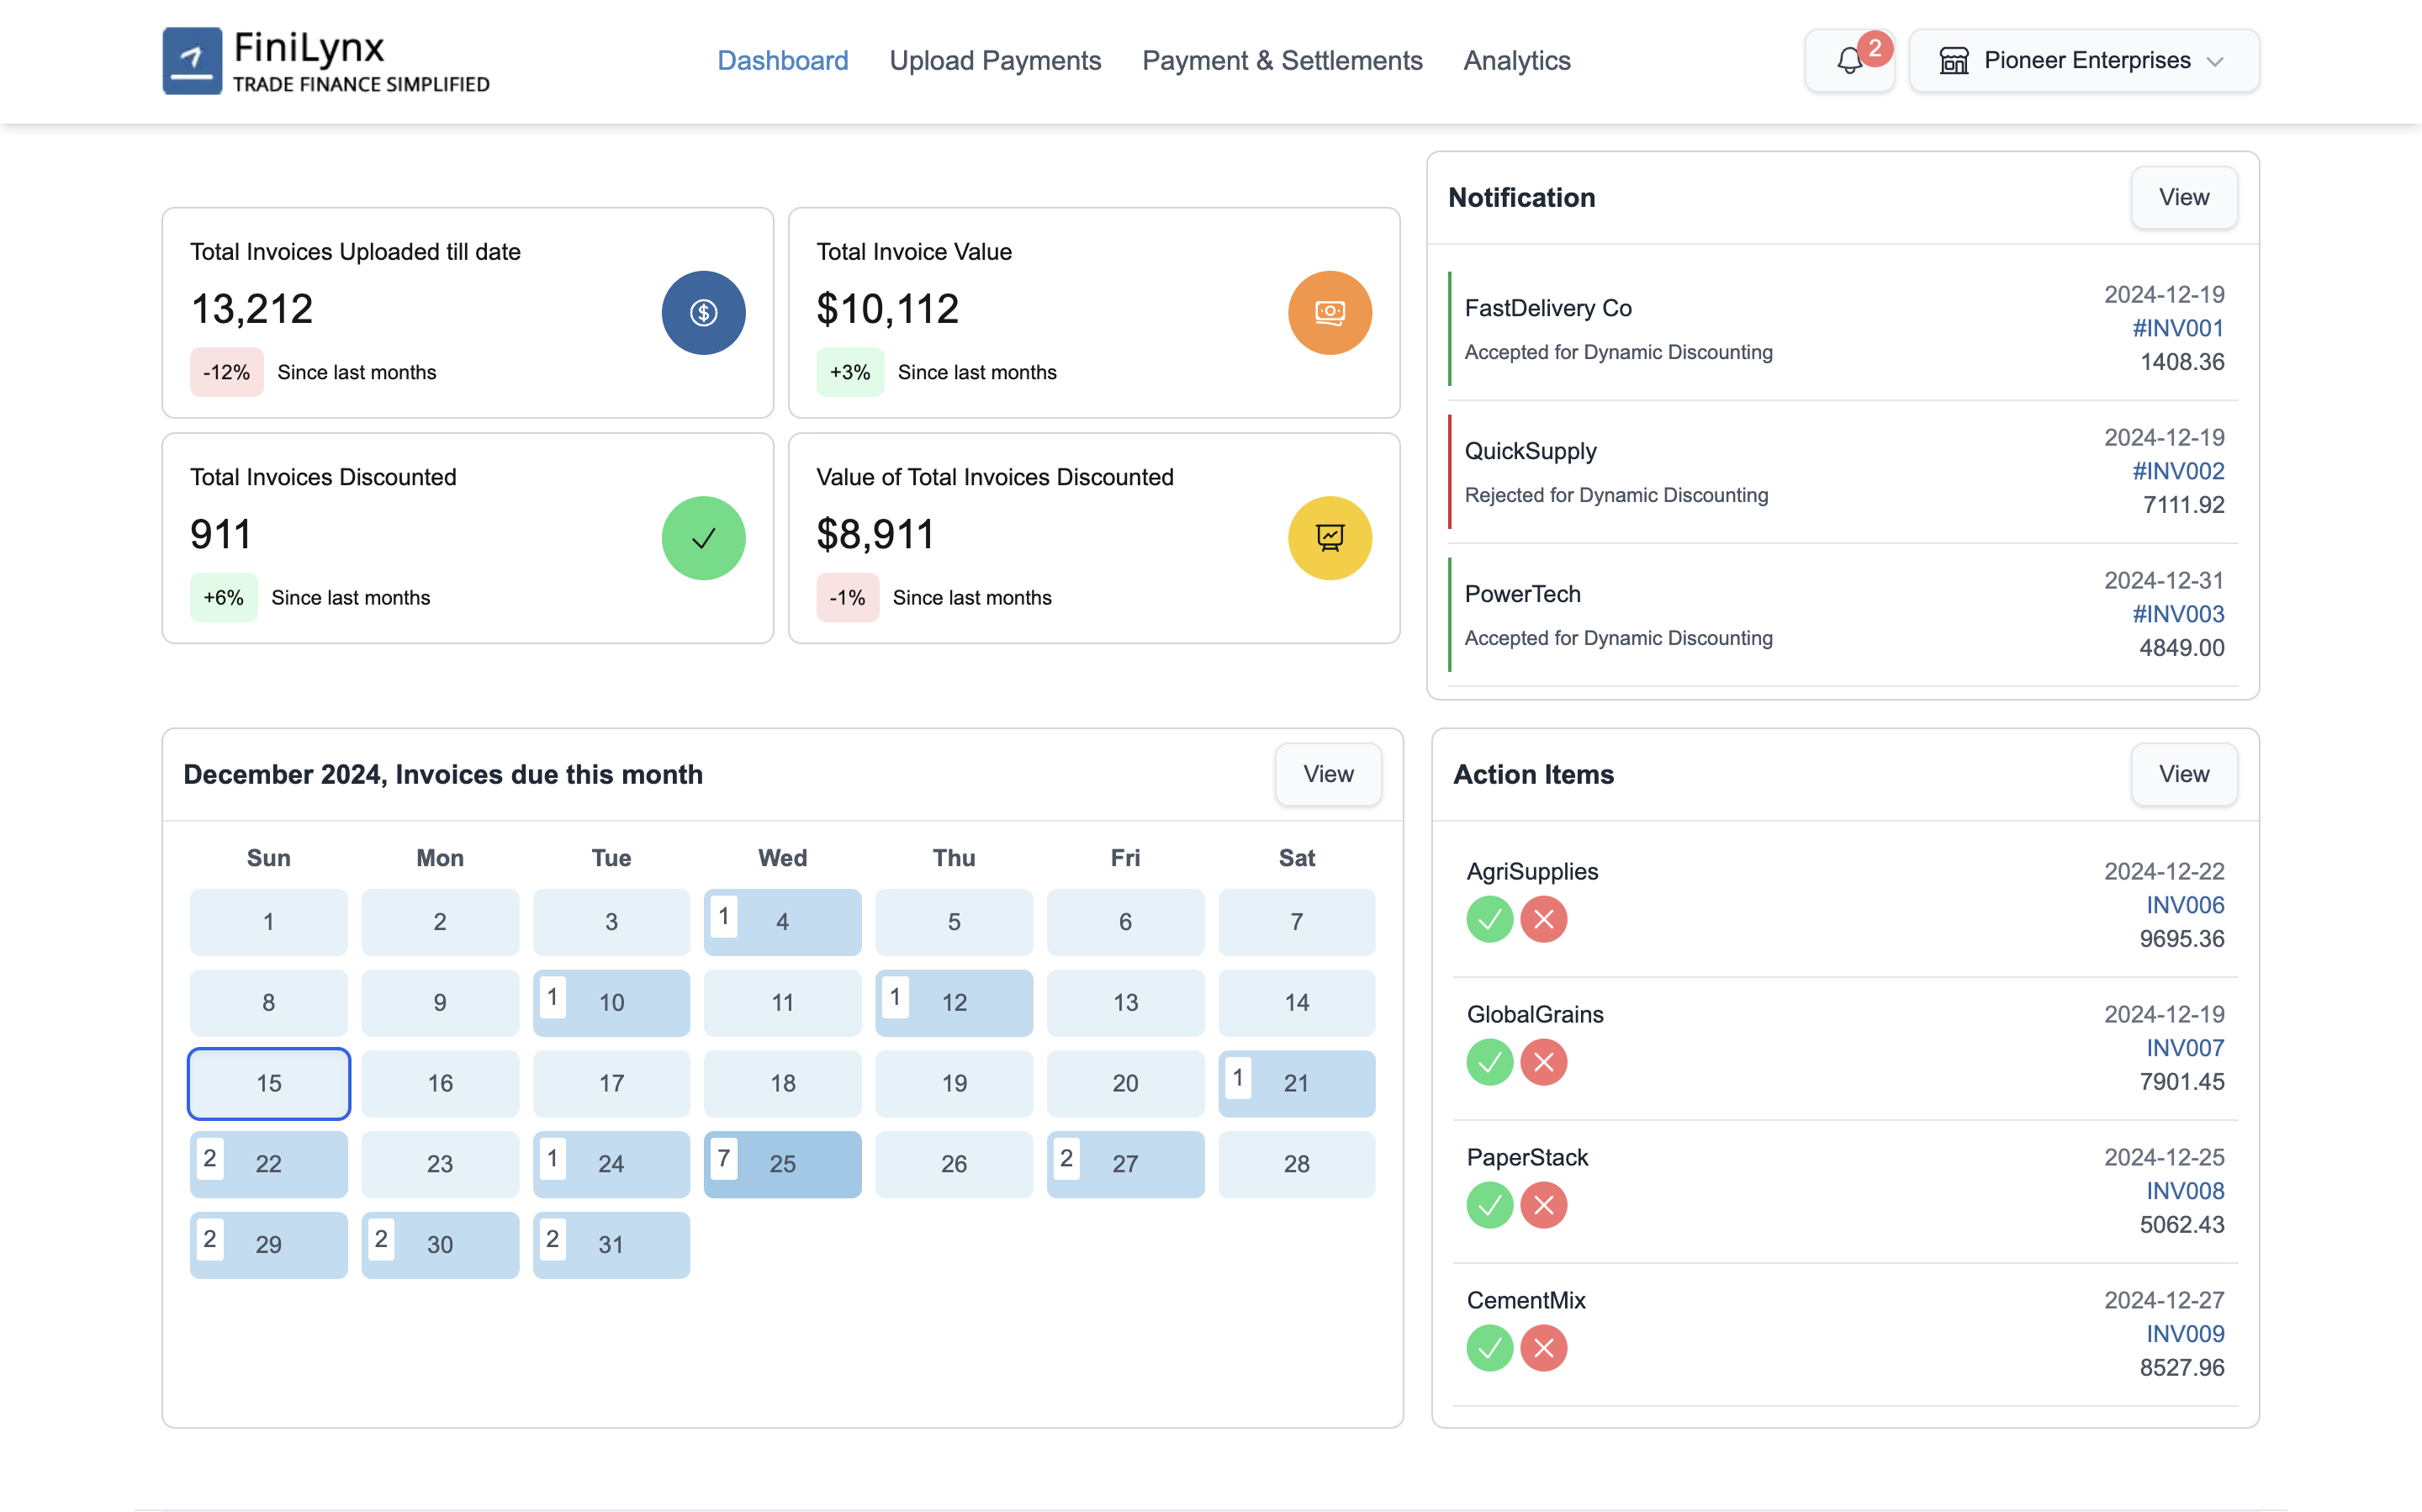 FiniLynx
TRADE FINANCE SIMPLIFIED
Dashboard
Upload Payments
Payment & Settlements
Analytics
2
Pioneer Enterprises
Total Invoices Uploaded till date
13,212
-12% Since last months
Total Invoice Value
$10,112
+3% Since last months
Total Invoices Discounted
911
+6% Since last months
Value of Total Invoices Discounted
$8,911
-1% Since last months
Notification
View
FastDelivery Co
Accepted for Dynamic Discounting
2024-12-19
#INV001
1408.36
QuickSupply
Rejected for Dynamic Discounting
2024-12-19
#INV002
7111.92
PowerTech
Accepted for Dynamic Discounting
2024-12-31
#INV003
4849.00
December 2024, Invoices due this month
View
Sun Mon Tue Wed Thu Fri Sat
1 2 3 1 4 5 6 7
8 9 1 10 11 1 12 13 14
15 16 17 18 19 20 1 21
2 22 23 1 24 7 25 26 2 27 28
2 29 2 30 2 31
Action Items
View
AgriSupplies
2024-12-22
INV006
9695.36
GlobalGrains
2024-12-19
INV007
7901.45
PaperStack
2024-12-25
INV008
5062.43
CementMix
2024-12-27
INV009
8527.96